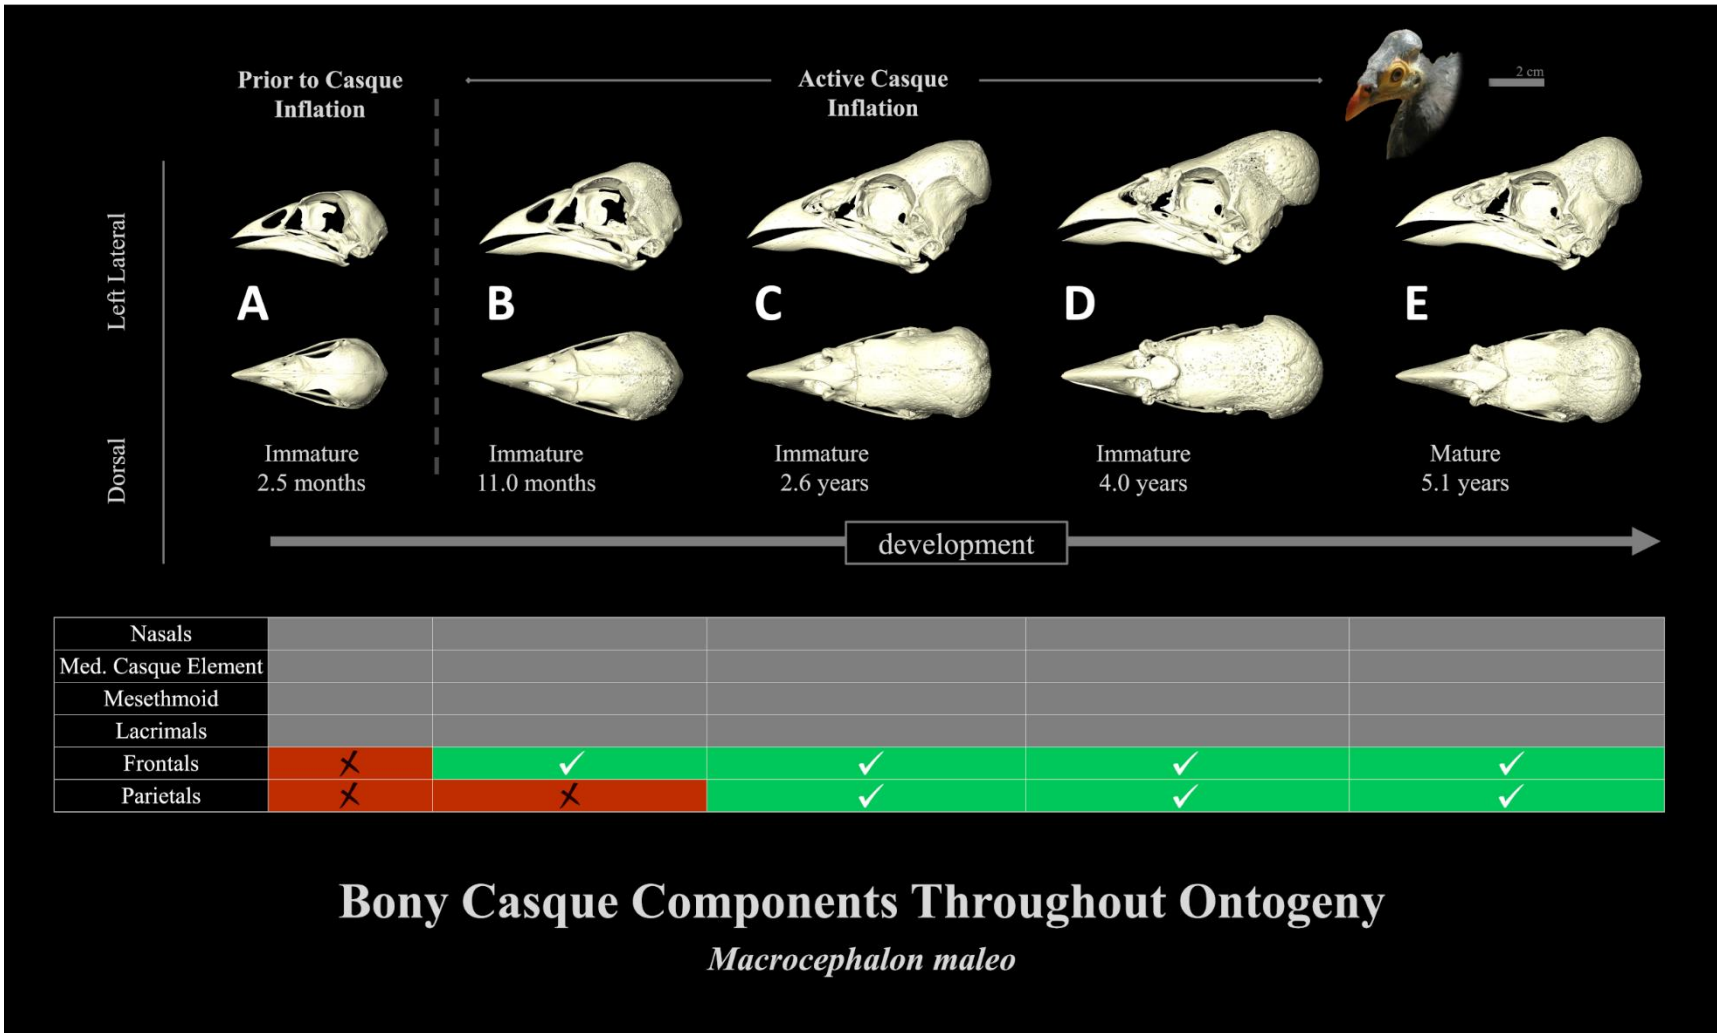 Prior to Casque
Inflation
Active Casque
Inflation
2 cm
Left Lateral
Dorsal
A
B
C
D
E
Immature
2.5 months
Immature
11.0 months
Immature
2.6 years
Immature
4.0 years
Mature
5.1 years
development
Nasals
Med. Casque Element
Mesethmoid
Lacrimals
Frontals ✗ ✓ ✓ ✓ ✓
Parietals ✗ ✗ ✓ ✓ ✓
Bony Casque Components Throughout Ontogeny
Macrocephalon maleo